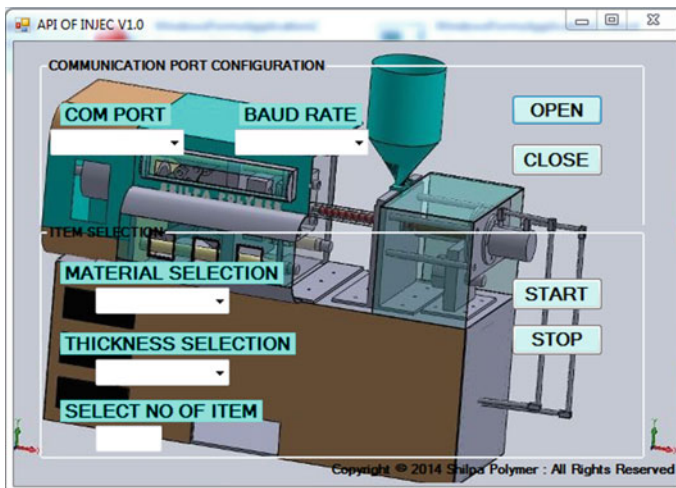 API OF INJEC V1.0
COMMUNICATION PORT CONFIGURATION
COM PORT
BAUD RATE
OPEN
CLOSE
ITEM SELECTION
MATERIAL SELECTION
START
THICKNESS SELECTION
STOP
SELECT NO OF ITEM
Copyright © 2014 Shilpa Polymer : All Rights Reserved